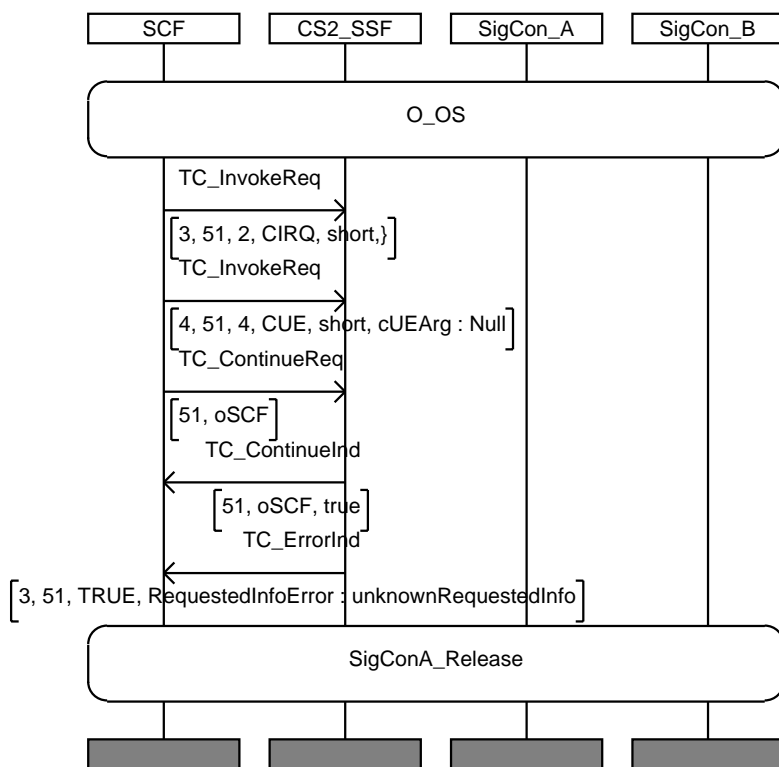 SCF CS2_SSF SigCon_A SigCon_B
O_OS
TC_InvokeReq
3, 51, 2, CIRQ, short,}
TC_InvokeReq
4, 51, 4, CUE, short, cUEArg : Null
TC_ContinueReq
51, oSCF
TC_ContinueInd
51, oSCF, true
TC_ErrorInd
3, 51, TRUE, RequestedInfoError : unknownRequestedInfo
SigConA_Release